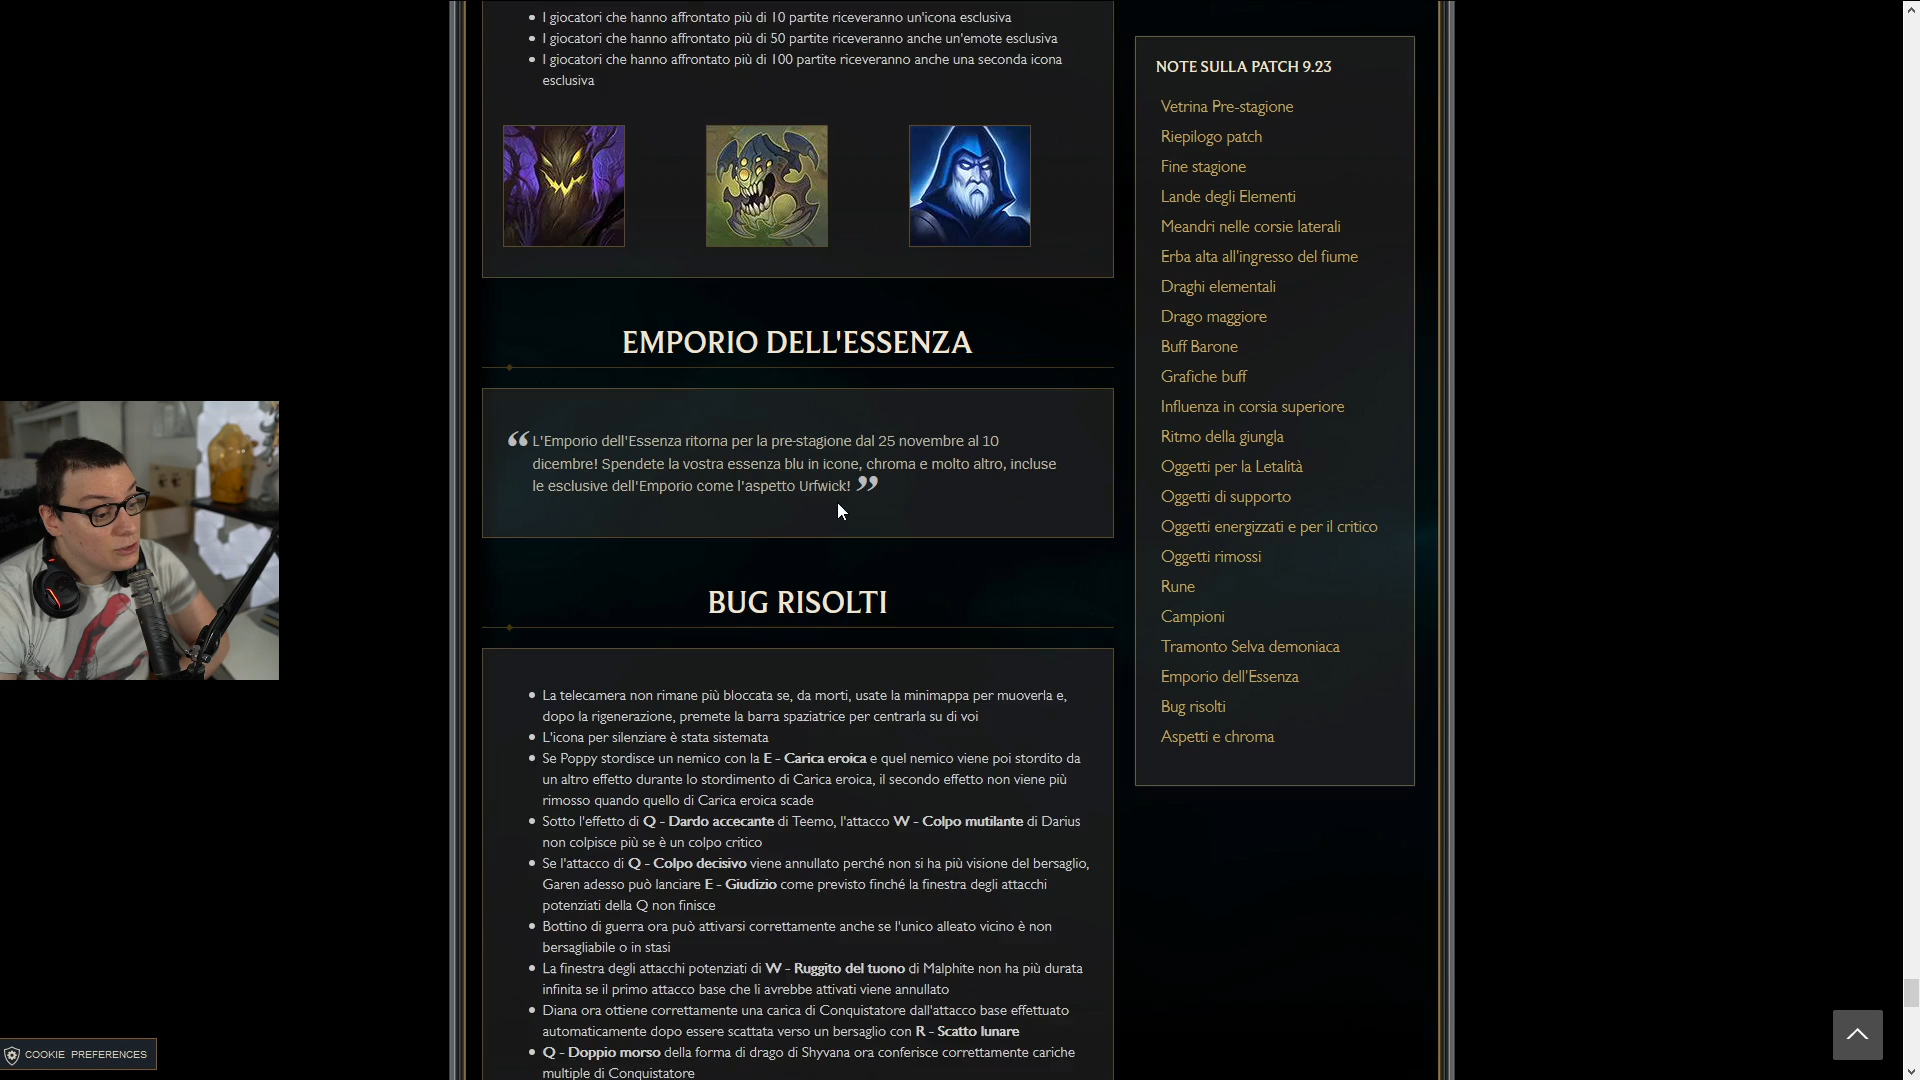 I giocatori che hanno affrontato più di 10 partite riceveranno un'icona esclusiva
I giocatori che hanno affrontato più di 50 partite riceveranno anche un'emote esclusiva
I giocatori che hanno affrontato più di 100 partite riceveranno anche una seconda icona
esclusiva
EMPORIO DELL'ESSENZA
“ L'Emporio dell'Essenza ritorna per la pre-stagione dal 25 novembre al 10
dicembre! Spendete la vostra essenza blu in icone, chroma e molto altro, incluse
le esclusive dell'Emporio come l'aspetto Urfwick! ”
BUG RISOLTI
La telecamera non rimane più bloccata se, da morti, usate la minimappa per muoverla e,
dopo la rigenerazione, premete la barra spaziatrice per centrarla su di voi
L'icona per silenziare è stata sistemata
Se Poppy stordisce un nemico con la E - Carica eroica e quel nemico viene poi stordito da
un altro effetto durante lo stordimento di Carica eroica, il secondo effetto non viene più
rimosso quando quello di Carica eroica scade
Sotto l'effetto di Q - Dardo accecante di Teemo, l'attacco W - Colpo mutilante di Darius
non colpisce più se è un colpo critico
Se l'attacco di Q - Colpo decisivo viene annullato perché non si ha più visione del bersaglio,
Garen adesso può lanciare E - Giudizio come previsto finché la finestra degli attacchi
potenziati della Q non finisce
Bottino di guerra ora può attivarsi correttamente anche se l'unico alleato vicino è non
bersagliabile o in stasi
La finestra degli attacchi potenziati di W - Ruggito del tuono di Malphite non ha più durata
infinita se il primo attacco base che li avrebbe attivati viene annullato
Diana ora ottiene correttamente una carica di Conquistatore dall'attacco base effettuato
automaticamente dopo essere scattata verso un bersaglio con R - Scatto lunare
Q - Doppio morso della forma di drago di Shyvana ora conferisce correttamente cariche
multiple di Conquistatore
NOTE SULLA PATCH 9.23
Vetrina Pre-stagione
Riepilogo patch
Fine stagione
Lande degli Elementi
Meandri nelle corsie laterali
Erba alta all'ingresso del fiume
Draghi elementali
Drago maggiore
Buff Barone
Grafiche buff
Influenza in corsia superiore
Ritmo della giungla
Oggetti per la Letalità
Oggetti di supporto
Oggetti energizzati e per il critico
Oggetti rimossi
Rune
Campioni
Tramonto Selva demoniaca
Emporio dell'Essenza
Bug risolti
Aspetti e chroma
COOKIE PREFERENCES